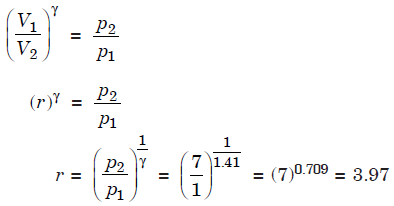 (V₁/V₂)^γ = p₂/p₁
(r)^γ = p₂/p₁
r = (p₂/p₁)^(1/γ) = (7/1)^(1/1.41) = (7)^0.709 = 3.97